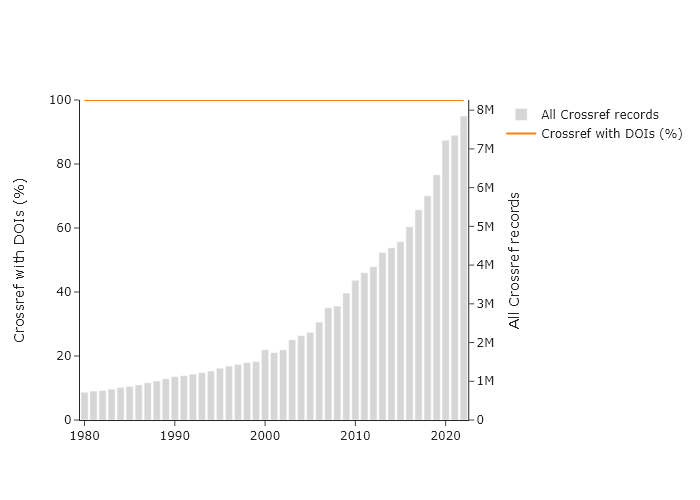 100
80
60
40
20
0
Crossref with DOIs (%)
8M
7M
6M
5M
4M
3M
2M
1M
0
All Crossref records
1980
1990
2000
2010
2020
All Crossref records
Crossref with DOIs (%)